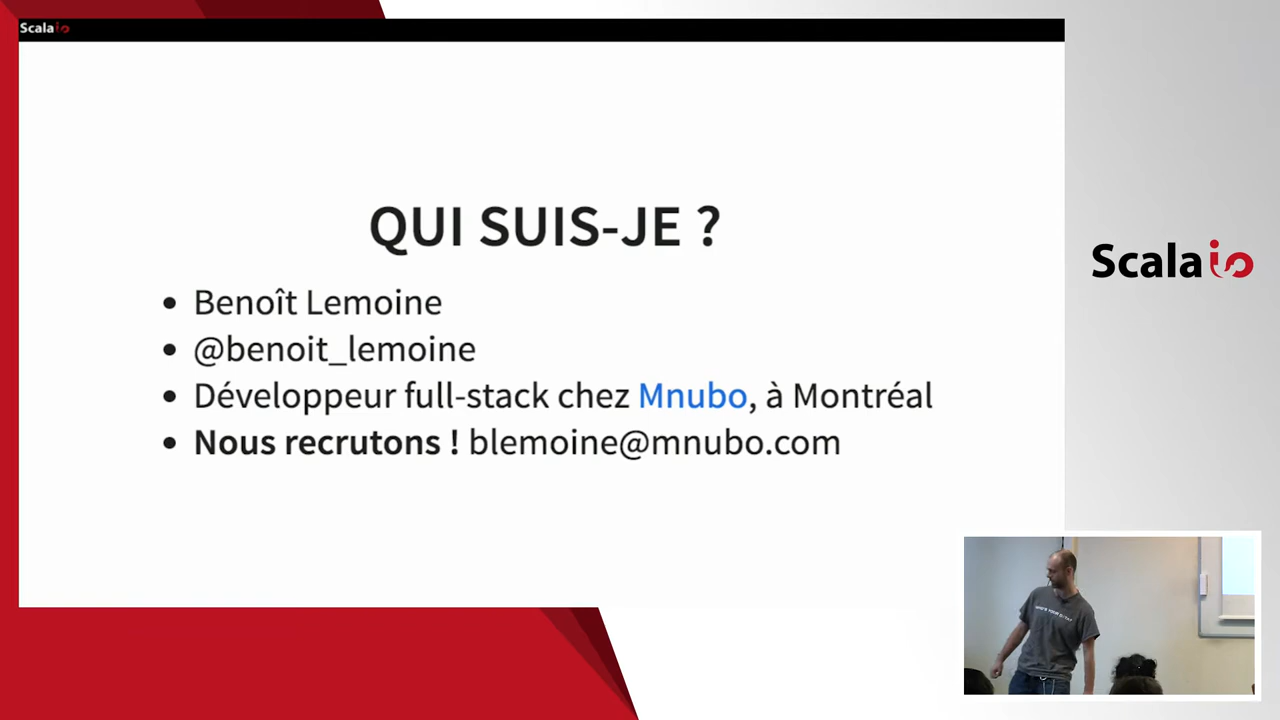 Scalaio
QUI SUIS-JE ?
Benoît Lemoine
@benoit_lemoine
Développeur full-stack chez Mnubo, à Montréal
Nous recrutons ! blemoine@mnubo.com
Scalaio